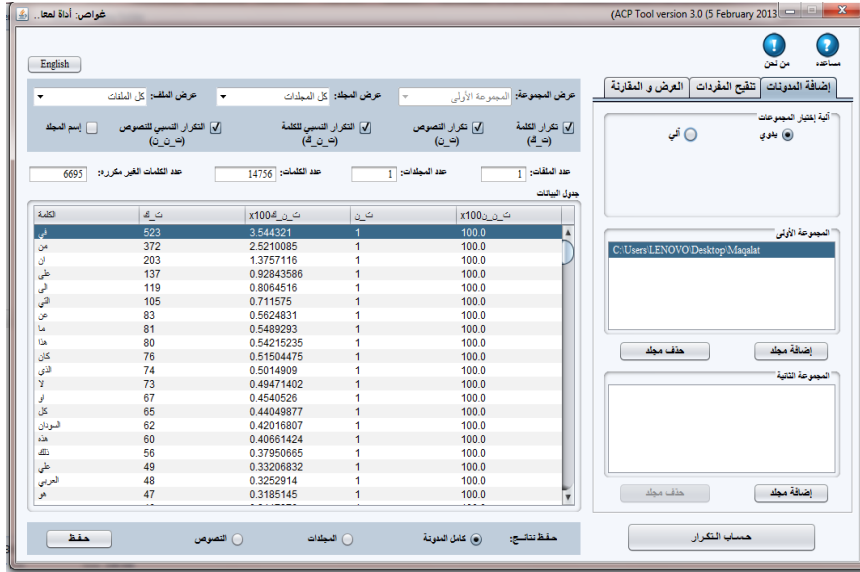 غواص: أداة لمعا.. (ACP Tool version 3.0 (5 February 2013
English
مساعده
من نحن
إضافة المدونات
تنقيح المفردات
العرض و المقارنة
آلية إختيار المجموعات
يدوي
آلي
المجموعة الأولى
C:\Users\LENOVO\Desktop\Maqalat
إضافة مجلد
حذف مجلد
المجموعة الثانية
إضافة مجلد
حذف مجلد
حساب التكرار
عرض المجموعة: المجموعة الأولى
عرض المجلد: كل المجلدات
عرض الملف: كل الملفات
تكرار الكلمة (ت_ك)
تكرار النصوص (ت_ن)
التكرار النسبي للكلمة (ت_ن_ك)
التكرار النسبي للنصوص (ت_ن_ن)
إسم المجلد
عدد الملفات: 1
عدد المجلدات: 1
عدد الكلمات: 14756
عدد الكلمات الغير مكرره: 6695
جدول البيانات
الكلمة ت_ك ت_ن_ك100x ت_ن ت_ن_ن100x
في 523 3.544321 1 100.0
من 372 2.5210085 1 100.0
ان 203 1.3757116 1 100.0
على 137 0.92843586 1 100.0
الى 119 0.8064516 1 100.0
التي 105 0.711575 1 100.0
عن 83 0.5624831 1 100.0
ما 81 0.5489293 1 100.0
هذا 80 0.54215235 1 100.0
كان 76 0.51504475 1 100.0
الذي 74 0.5014909 1 100.0
لا 73 0.49471402 1 100.0
او 67 0.4540526 1 100.0
كل 65 0.44049877 1 100.0
السودان 62 0.42016807 1 100.0
هذه 60 0.40661424 1 100.0
ذلك 56 0.37950665 1 100.0
علي 49 0.33206832 1 100.0
العربي 48 0.3252914 1 100.0
هو 47 0.3185145 1 100.0
حفظ نتائج:
كامل المدونة
المجلدات
النصوص
حفظ